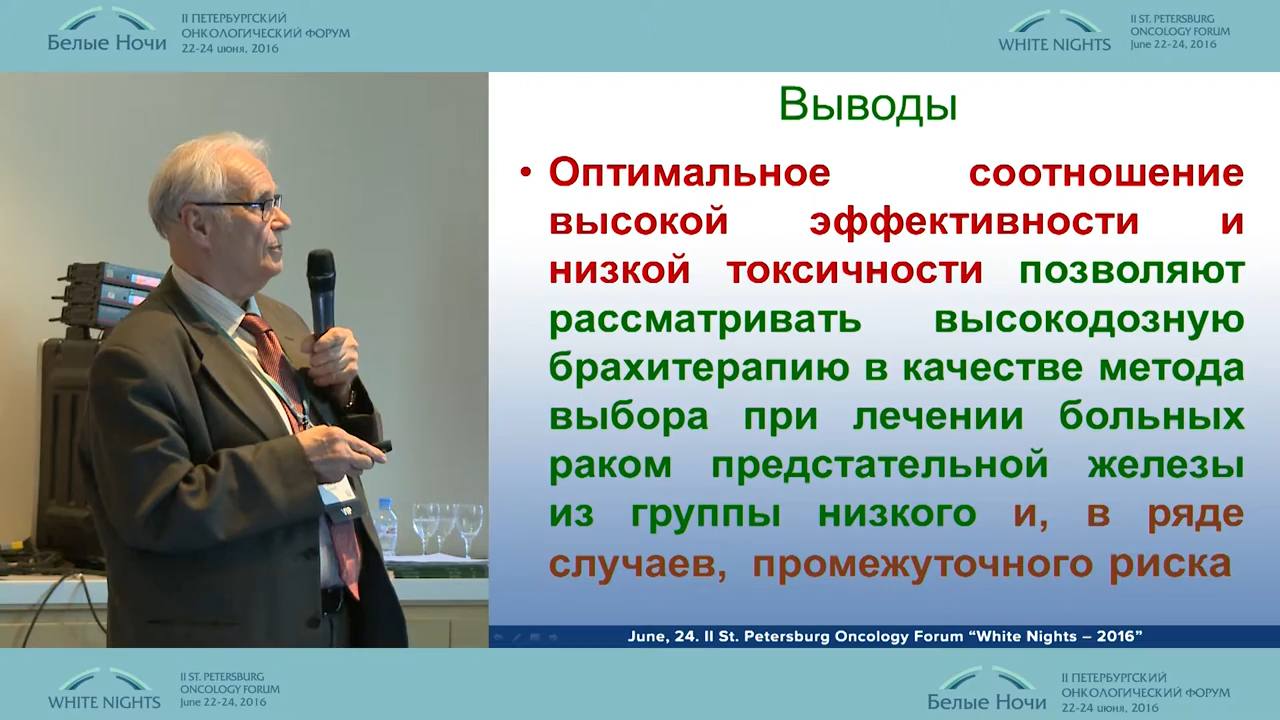 Белые Ночи
II ПЕТЕРБУРГСКИЙ
ОНКОЛОГИЧЕСКИЙ ФОРУМ
22-24 июня, 2016
WHITE NIGHTS
II ST. PETERSBURG
ONCOLOGY FORUM
June 22-24, 2016
Выводы
• Оптимальное соотношение
высокой эффективности и
низкой токсичности позволяют
рассматривать высокодозную
брахитерапию в качестве метода
выбора при лечении больных
раком предстательной железы
из группы низкого и, в ряде
случаев, промежуточного риска
VIP
June, 24. II St. Petersburg Oncology Forum “White Nights – 2016”
WHITE NIGHTS
II ST. PETERSBURG
ONCOLOGY FORUM
June 22-24, 2016
Белые Ночи
II ПЕТЕРБУРГСКИЙ
ОНКОЛОГИЧЕСКИЙ ФОРУМ
22-24 июня, 2016